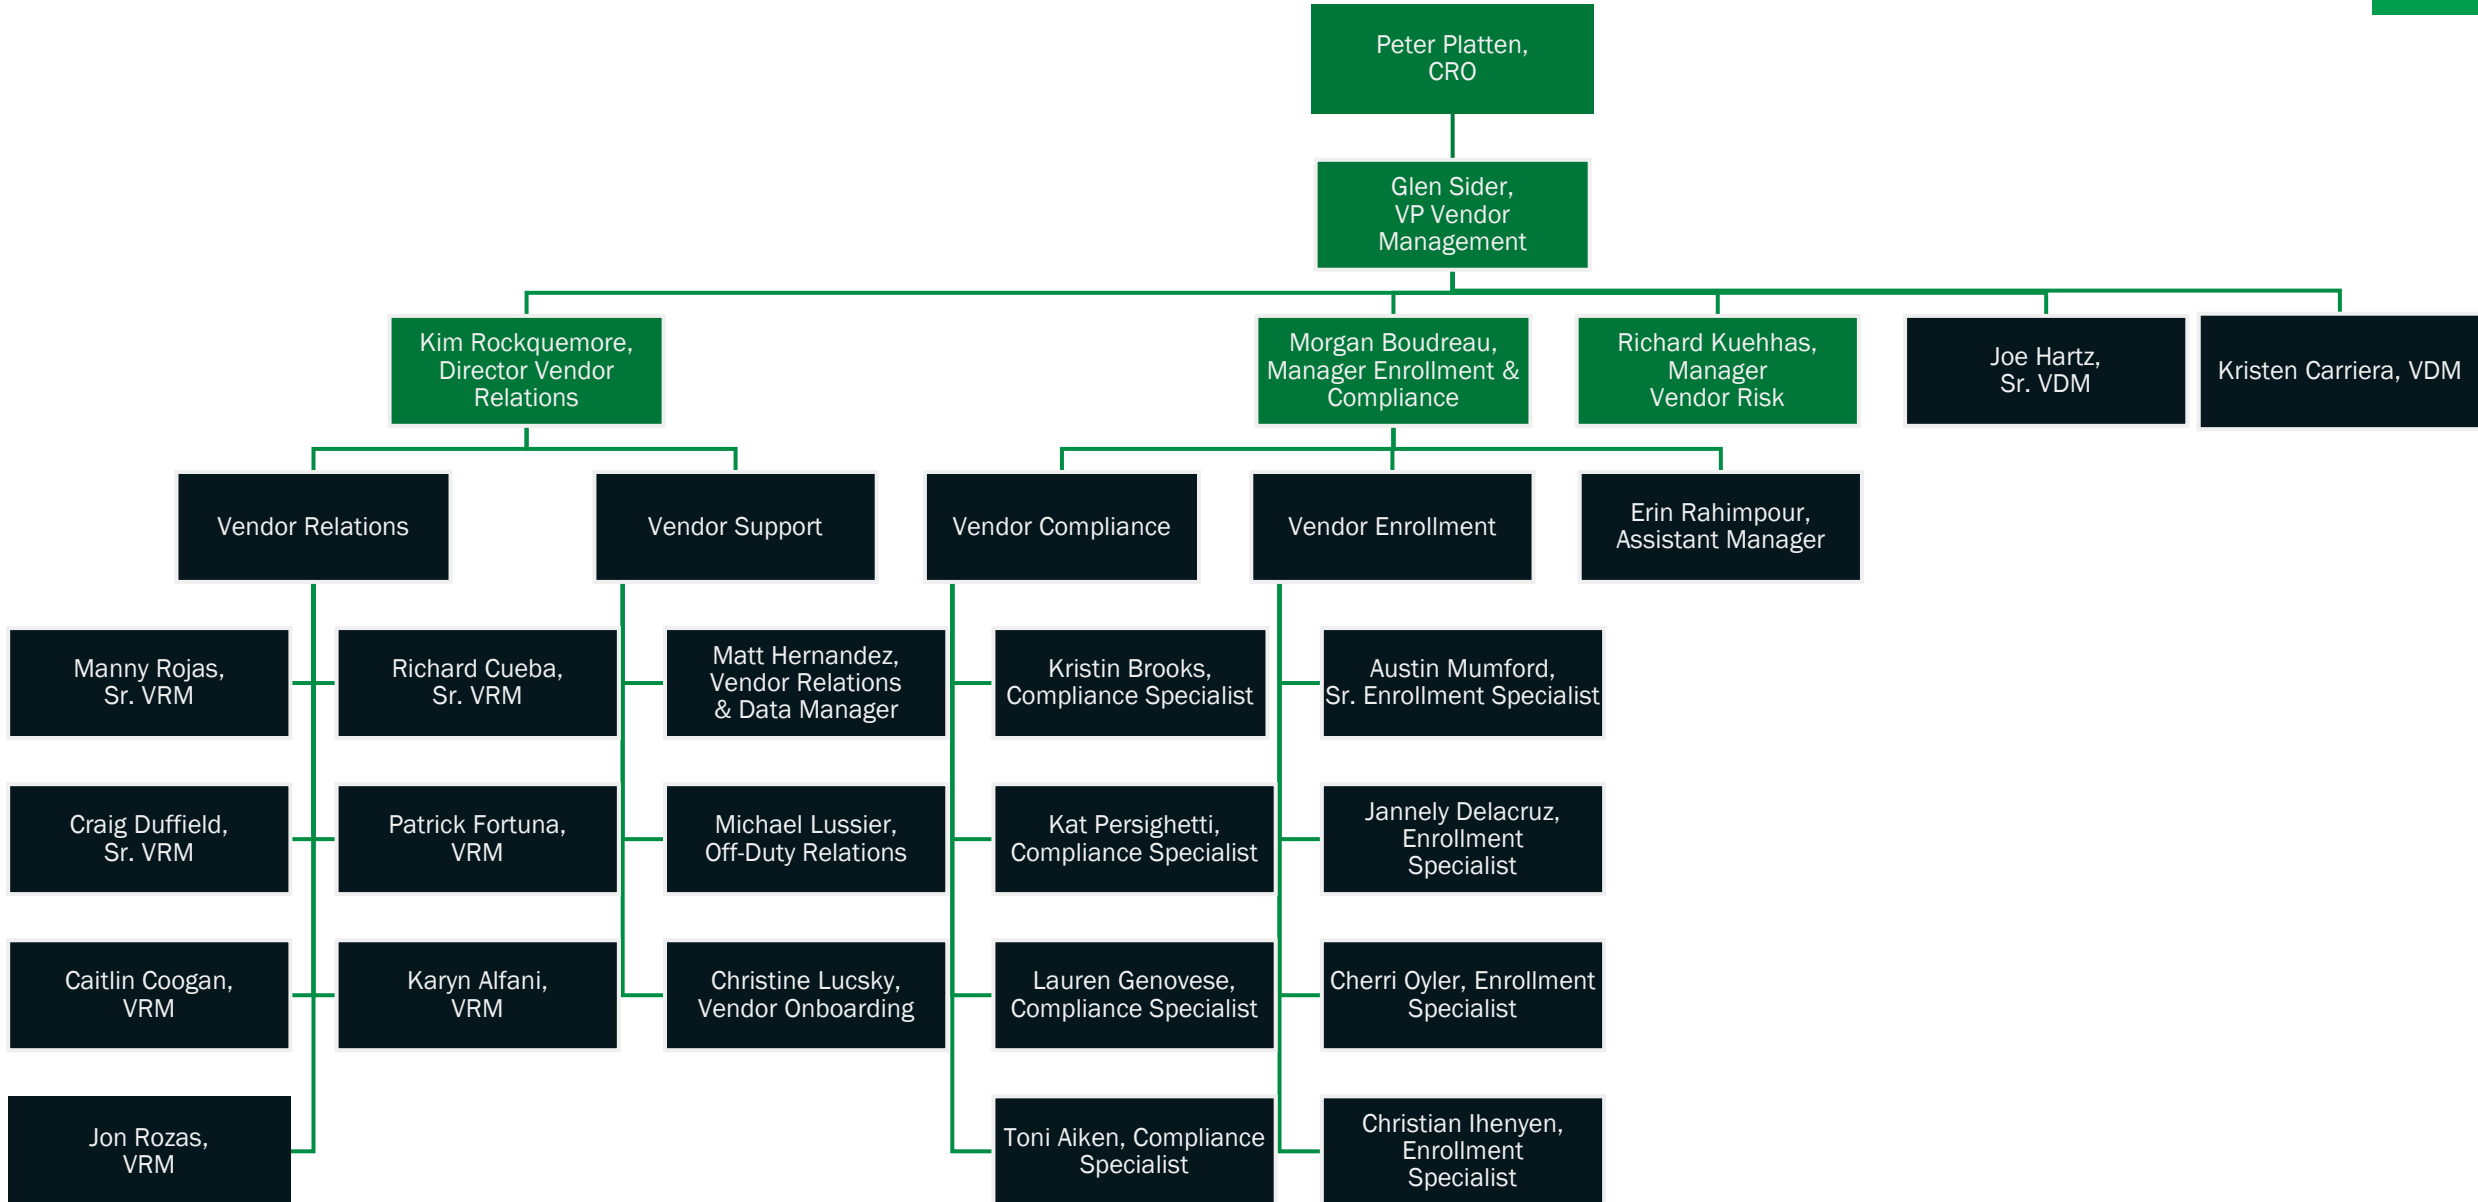 Peter Platten,
CRO
Glen Sider,
VP Vendor
Management
Kim Rockquemore,
Director Vendor
Relations
Morgan Boudreau,
Manager Enrollment &
Compliance
Richard Kuehhas,
Manager
Vendor Risk
Joe Hartz,
Sr. VDM
Kristen Carriera, VDM
Vendor Relations
Vendor Support
Vendor Compliance
Vendor Enrollment
Erin Rahimpour,
Assistant Manager
Manny Rojas,
Sr. VRM
Richard Cueba,
Sr. VRM
Matt Hernandez,
Vendor Relations
& Data Manager
Kristin Brooks,
Compliance Specialist
Austin Mumford,
Sr. Enrollment Specialist
Craig Duffield,
Sr. VRM
Patrick Fortuna,
VRM
Michael Lussier,
Off-Duty Relations
Kat Persighetti,
Compliance Specialist
Jannely Delacruz,
Enrollment
Specialist
Caitlin Coogan,
VRM
Karyn Alfani,
VRM
Christine Lucsky,
Vendor Onboarding
Lauren Genovese,
Compliance Specialist
Cherri Oyler, Enrollment
Specialist
Jon Rozas,
VRM
Toni Aiken, Compliance
Specialist
Christian Ihenyen,
Enrollment
Specialist